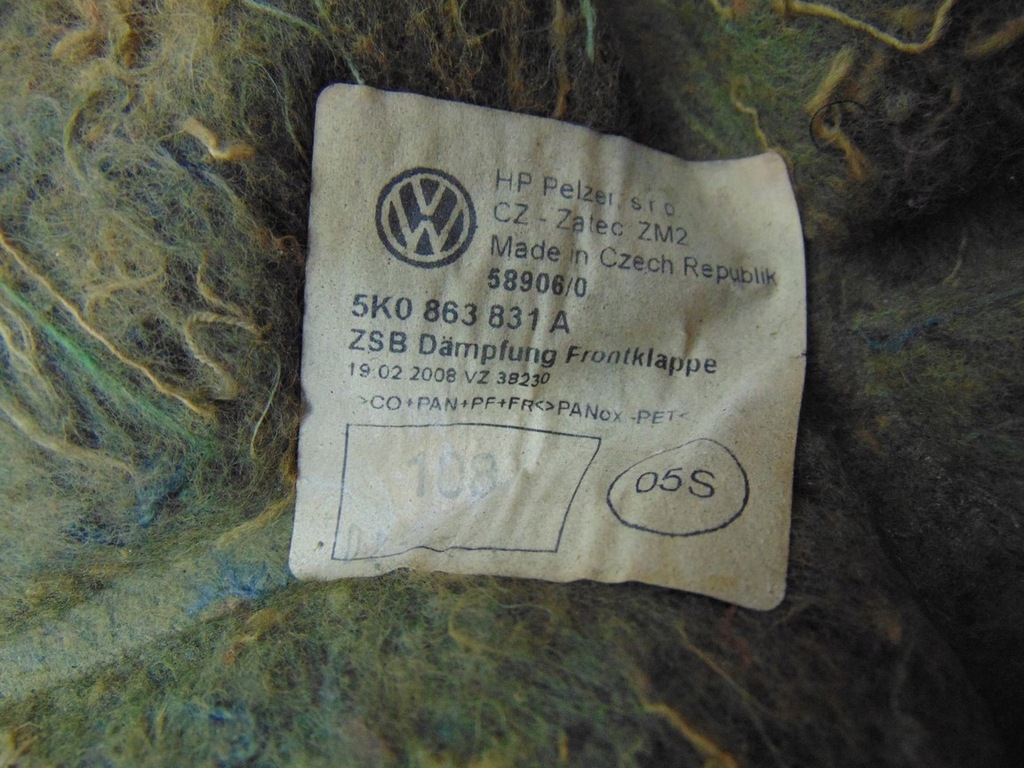 HP Pelzer, s r o
CZ - Zatec ZM2
Made in Czech Republik
58906/0
5K0 863 831 A
ZSB Dämpfung Frontklappe
19.02 2008 VZ 38230
>CO+PAN+PF+FR<>PANox -PET<
108
05S